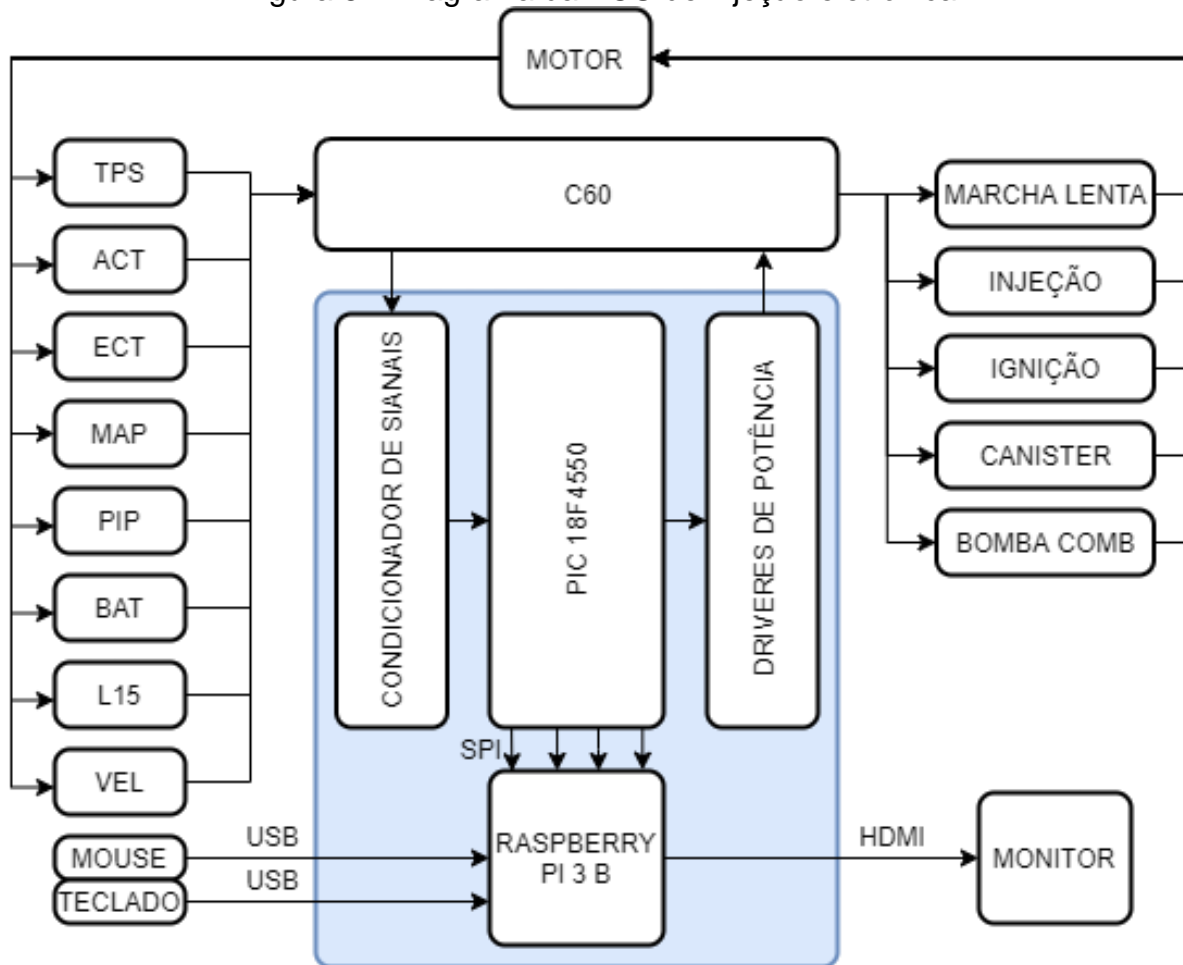 MOTOR
TPS
ACT
ECT
MAP
PIP
BAT
L15
VEL
MOUSE
TECLADO
C60
CONDICIONADOR DE SIANAIS
PIC 18F4550
DRIVERES DE POTÊNCIA
SPI
USB
USB
RASPBERRY
PI 3 B
HDMI
MONITOR
MARCHA LENTA
INJEÇÃO
IGNIÇÃO
CANISTER
BOMBA COMB